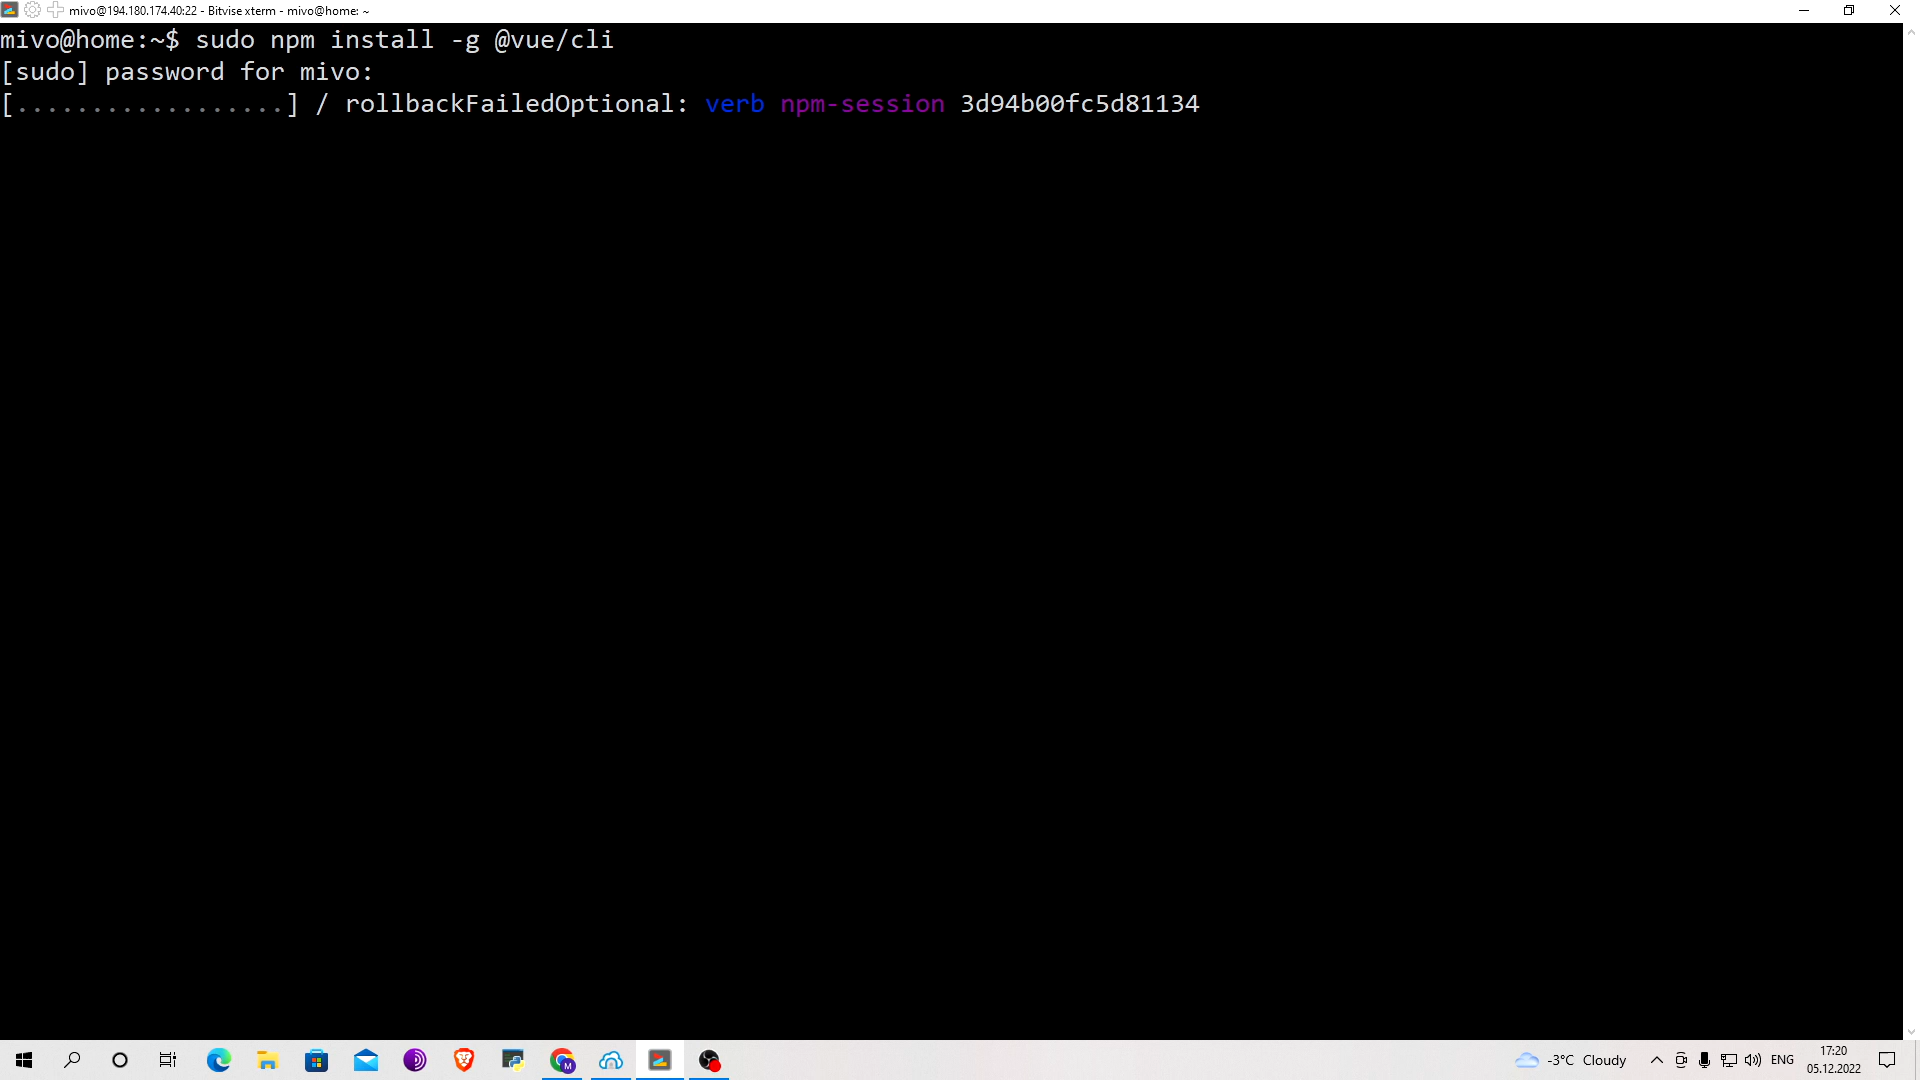 mivo@194.180.174.40:22 - Bitvise xterm - mivo@home: ~
mivo@home:~$ sudo npm install -g @vue/cli
[sudo] password for mivo:
[..................] / rollbackFailedOptional: verb npm-session 3d94b00fc5d81134
-3°C Cloudy
ENG
17:20
05.12.2022